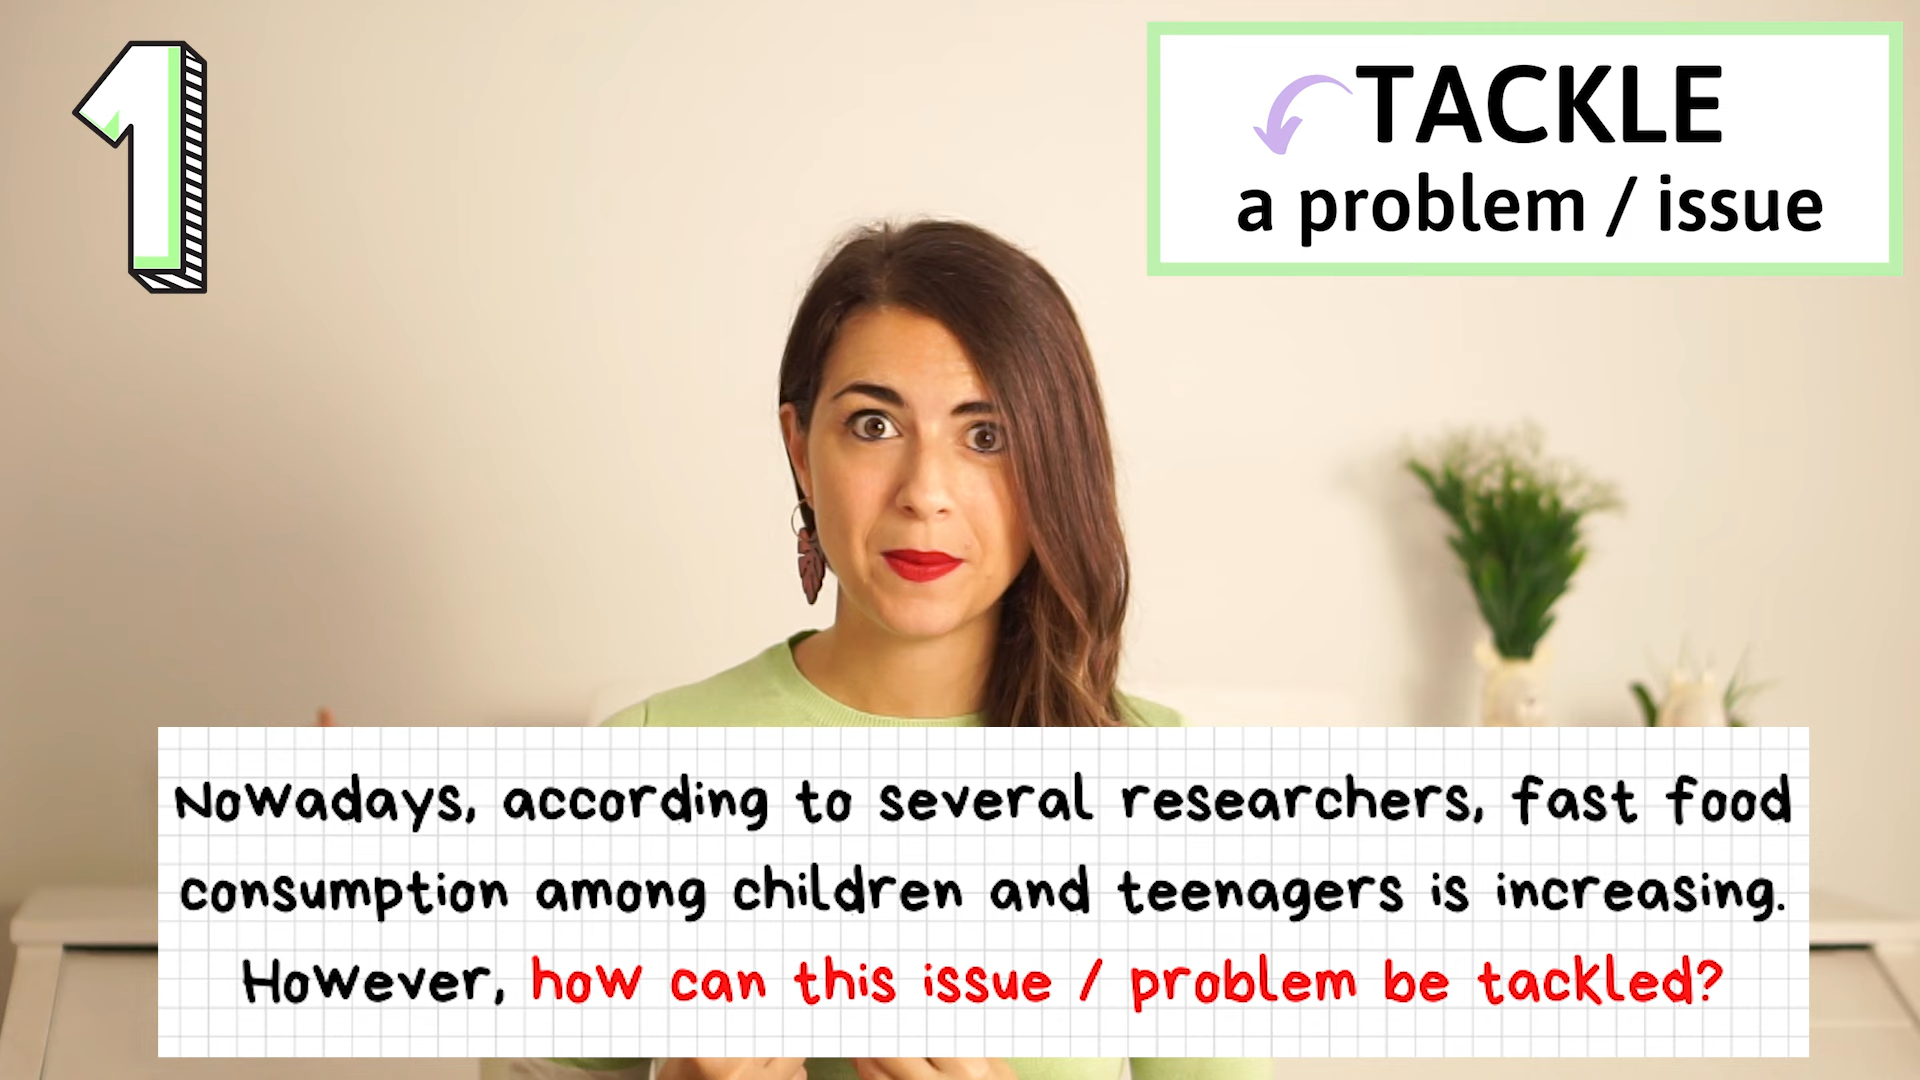 1
TACKLE
a problem / issue
Nowadays, according to several researchers, fast food
consumption among children and teenagers is increasing.
However, how can this issue / problem be tackled?